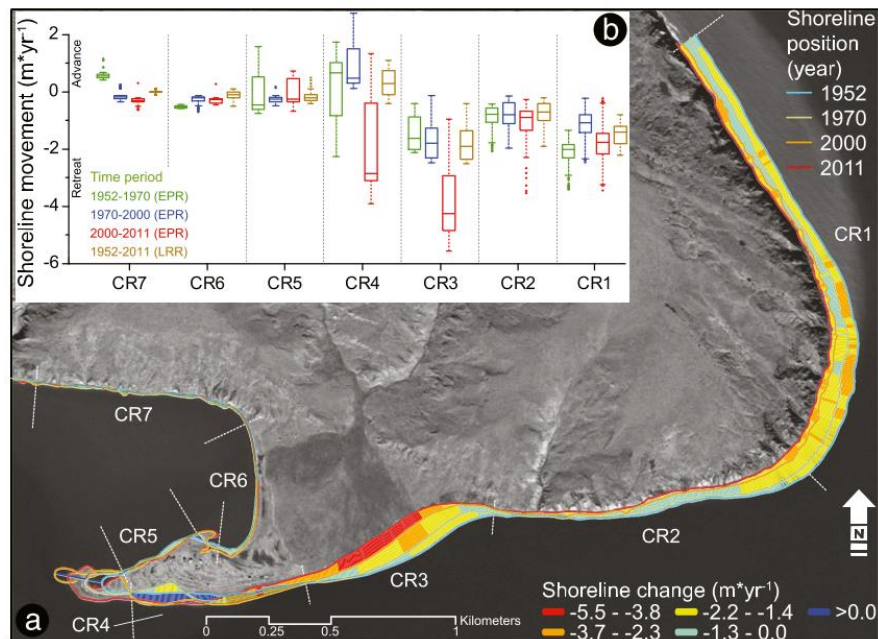 b
Shoreline movement (m*yr⁻¹)
Advance
Retreat
2
0
-2
-4
-6
Time period
1952-1970 (EPR)
1970-2000 (EPR)
2000-2011 (EPR)
1952-2011 (LRR)
CR7 CR6 CR5 CR4 CR3 CR2 CR1
Shoreline
position
(year)
1952
1970
2000
2011
CR1
CR7
CR6
CR5
CR2
CR3
CR4
N
a
Kilometers
0 0.25 0.5 1
Shoreline change (m*yr⁻¹)
-5.5 - -3.8 -2.2 - -1.4 >0.0
-3.7 - -2.3 -1.3 - 0.0